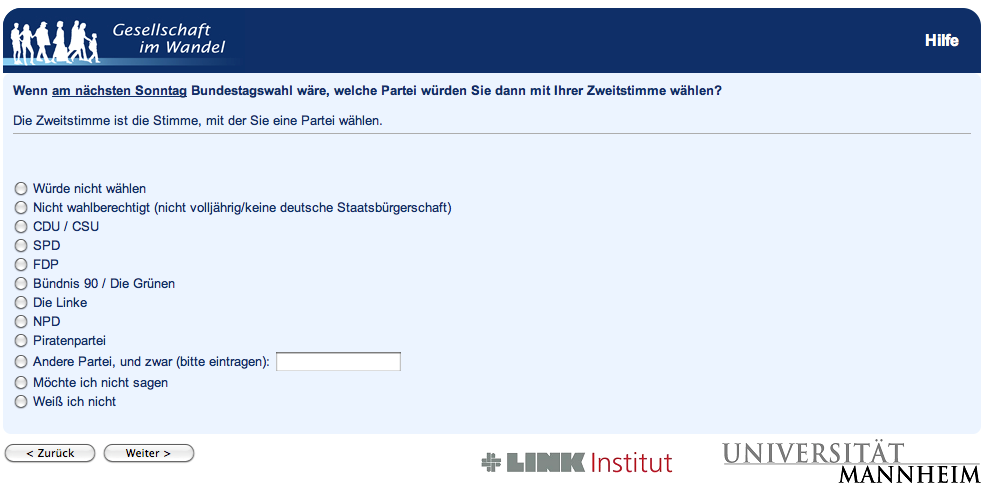 Gesellschaft
im Wandel
Hilfe
Wenn am nächsten Sonntag Bundestagswahl wäre, welche Partei würden Sie dann mit Ihrer Zweitstimme wählen?
Die Zweitstimme ist die Stimme, mit der Sie eine Partei wählen.
Würde nicht wählen
Nicht wahlberechtigt (nicht volljährig/keine deutsche Staatsbürgerschaft)
CDU / CSU
SPD
FDP
Bündnis 90 / Die Grünen
Die Linke
NPD
Piratenpartei
Andere Partei, und zwar (bitte eintragen):
Möchte ich nicht sagen
Weiß ich nicht
< Zurück
Weiter >
LINK Institut
UNIVERSITÄT
MANNHEIM